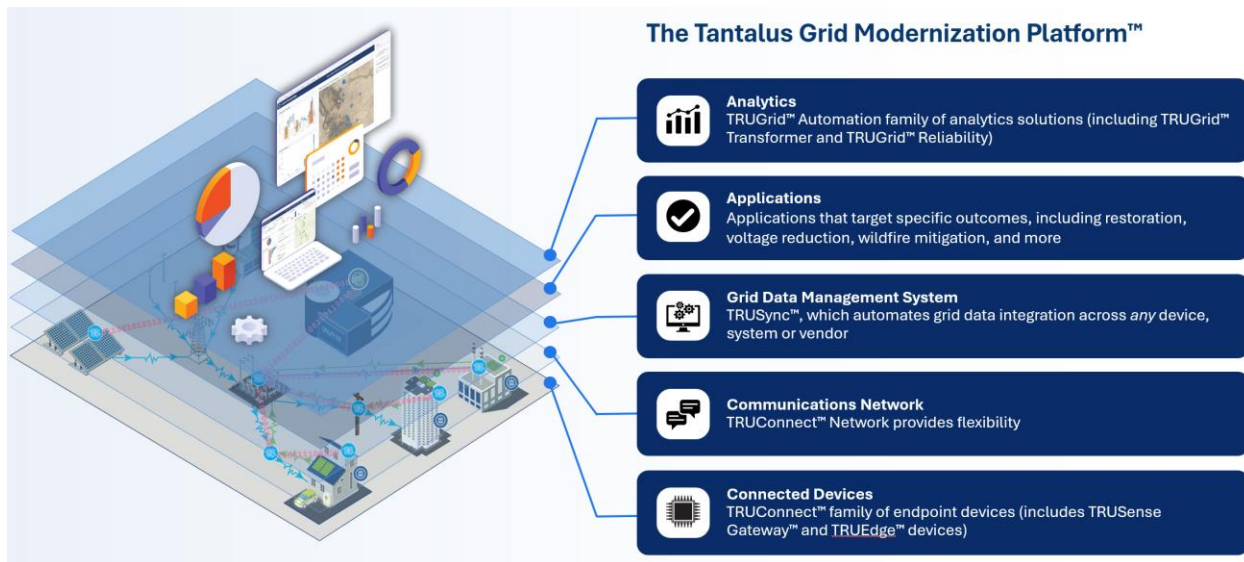 The Tantalus Grid Modernization Platform™
Analytics
TRUGrid™ Automation family of analytics solutions (including TRUGrid™
Transformer and TRUGrid™ Reliability)
Applications
Applications that target specific outcomes, including restoration,
voltage reduction, wildfire mitigation, and more
Grid Data Management System
TRUSync™, which automates grid data integration across any device,
system or vendor
Communications Network
TRUConnect™ Network provides flexibility
Connected Devices
TRUConnect™ family of endpoint devices (includes TRUSense
Gateway™ and TRUEdge™ devices)